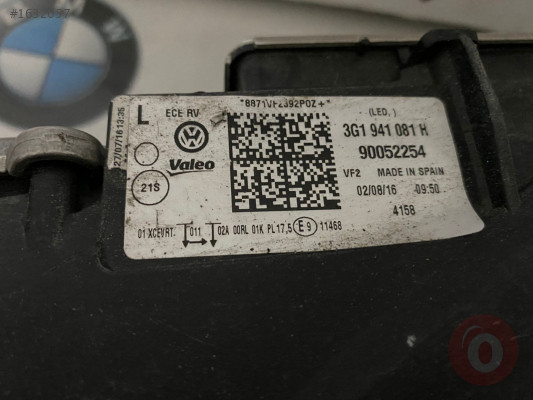 L
ECE RV
*8871VF2392P0Z+*
(LED.)
27/07/16 13:35
Valeo
21S
3G1 941 081 H
90052254
VF2 MADE IN SPAIN
02/08/16 09:50
4158
01 XCEVRT. 011 02A 00RL 01K PL17,5 E9 11468